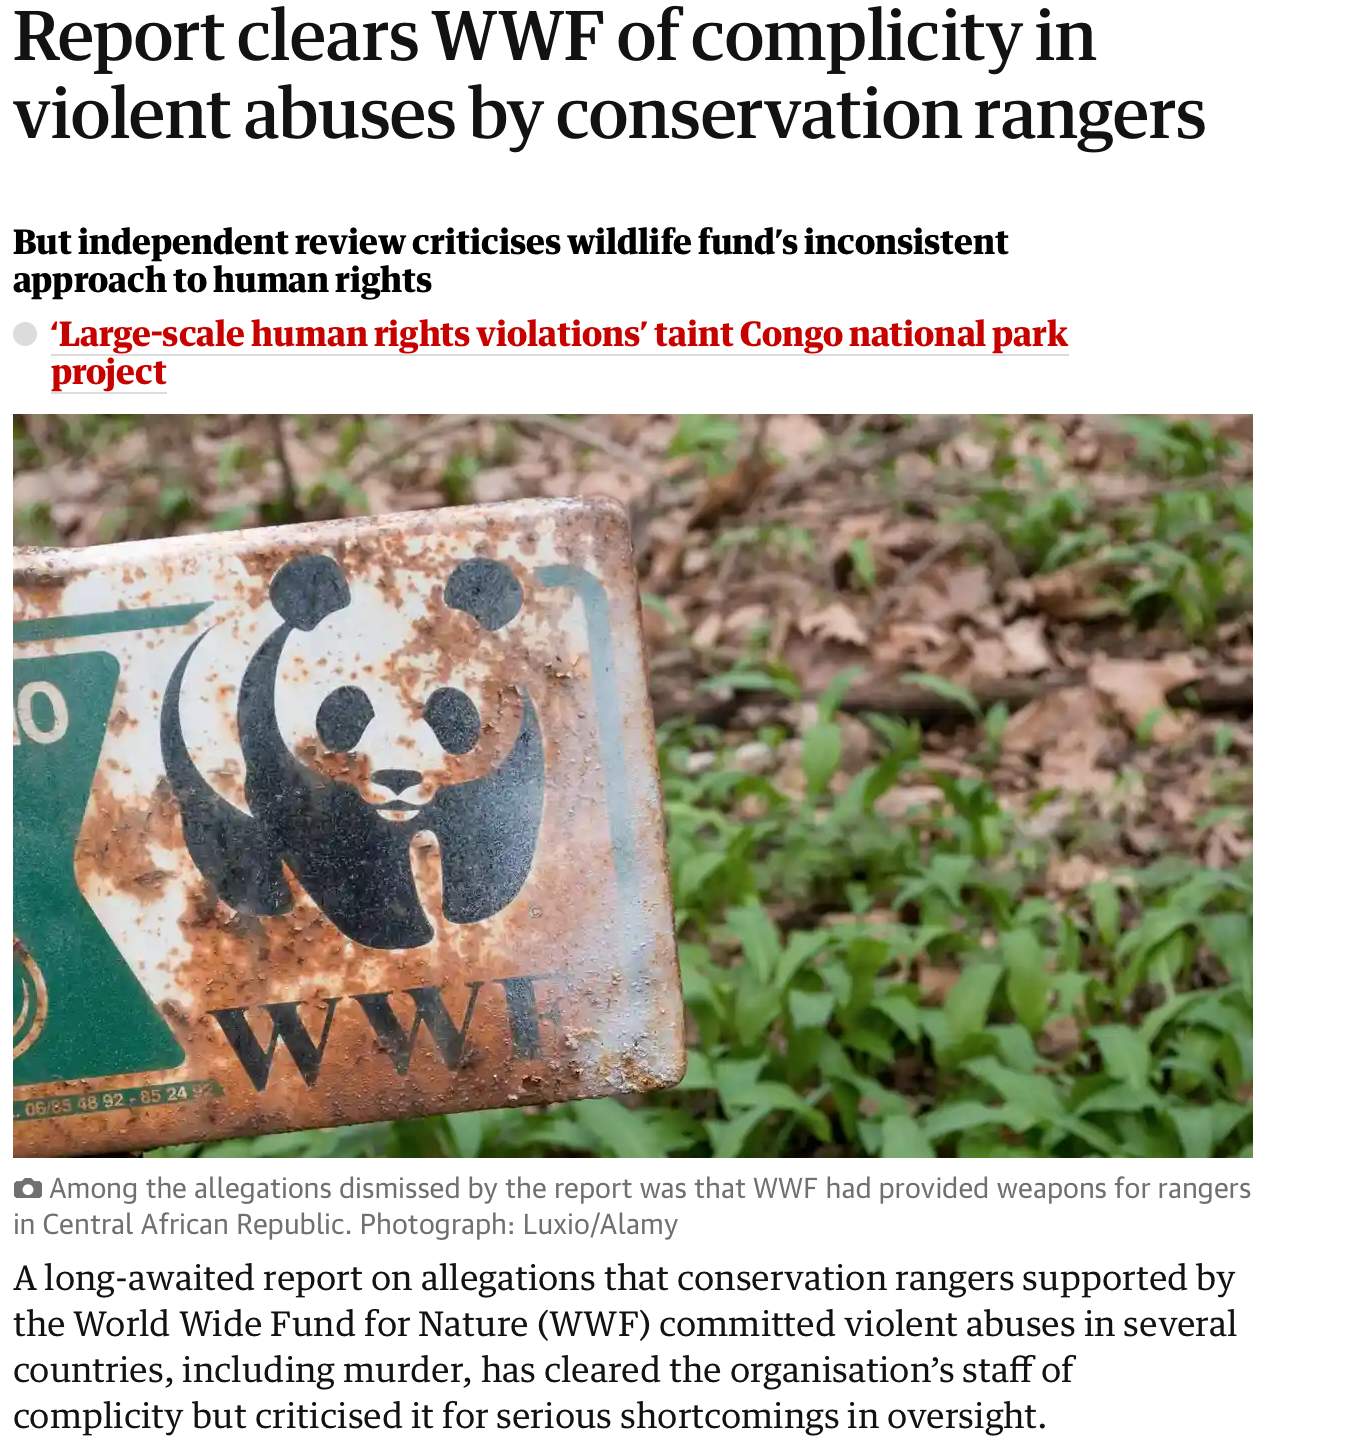 Report clears WWF of complicity in
violent abuses by conservation rangers
But independent review criticises wildlife fund’s inconsistent
approach to human rights
‘Large-scale human rights violations’ taint Congo national park
project
WWF
. 06/85 48 92 - 85 24 92
Among the allegations dismissed by the report was that WWF had provided weapons for rangers
in Central African Republic. Photograph: Luxio/Alamy
A long-awaited report on allegations that conservation rangers supported by
the World Wide Fund for Nature (WWF) committed violent abuses in several
countries, including murder, has cleared the organisation’s staff of
complicity but criticised it for serious shortcomings in oversight.